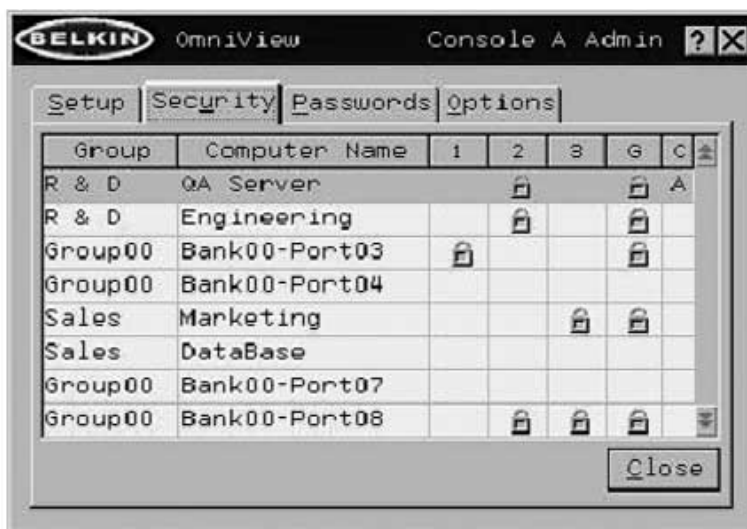 BELKIN OmniView Console A Admin ? X
Setup Security Passwords Options
Group Computer Name 1 2 3 G C
R & D QA Server A
R & D Engineering
Group00 Bank00-Port03
Group00 Bank00-Port04
Sales Marketing
Sales DataBase
Group00 Bank00-Port07
Group00 Bank00-Port08
Close